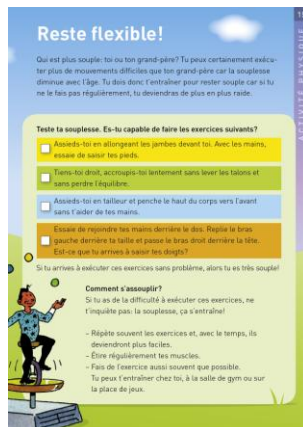 Reste flexible!
Qui est plus souple: toi ou ton grand-père? Tu peux certainement exécu-
ter plus de mouvements difficiles que ton grand-père car la souplesse
diminue avec l'âge. Tu dois donc t'entraîner pour rester souple car si tu
ne le fais pas régulièrement, tu deviendras de plus en plus raide.
ACTIVITÉ PHYSIQUE
Teste ta souplesse. Es-tu capable de faire les exercices suivants?
Assieds-toi en allongeant les jambes devant toi. Avec les mains,
essaie de saisir tes pieds.
Tiens-toi droit, accroupis-toi lentement sans lever les talons et
sans perdre l'équilibre.
Assieds-toi en tailleur et penche le haut du corps vers l'avant
sans t'aider de tes mains.
Essaie de rejoindre tes mains derrière le dos. Replie le bras
gauche derrière ta taille et passe le bras droit derrière la tête.
Est-ce que tu arrives à saisir tes doigts?
Si tu arrives à exécuter ces exercices sans problème, alors tu es très souple!
Comment s'assouplir?
Si tu as de la difficulté à exécuter ces exercices, ne
t'inquiète pas: la souplesse, ça s'entraîne!
– Répète souvent les exercices et, avec le temps, ils
deviendront plus faciles.
– Étire régulièrement tes muscles.
– Fais de l'exercice aussi souvent que possible.
Tu peux t'entraîner chez toi, à la salle de gym ou sur
la place de jeux.